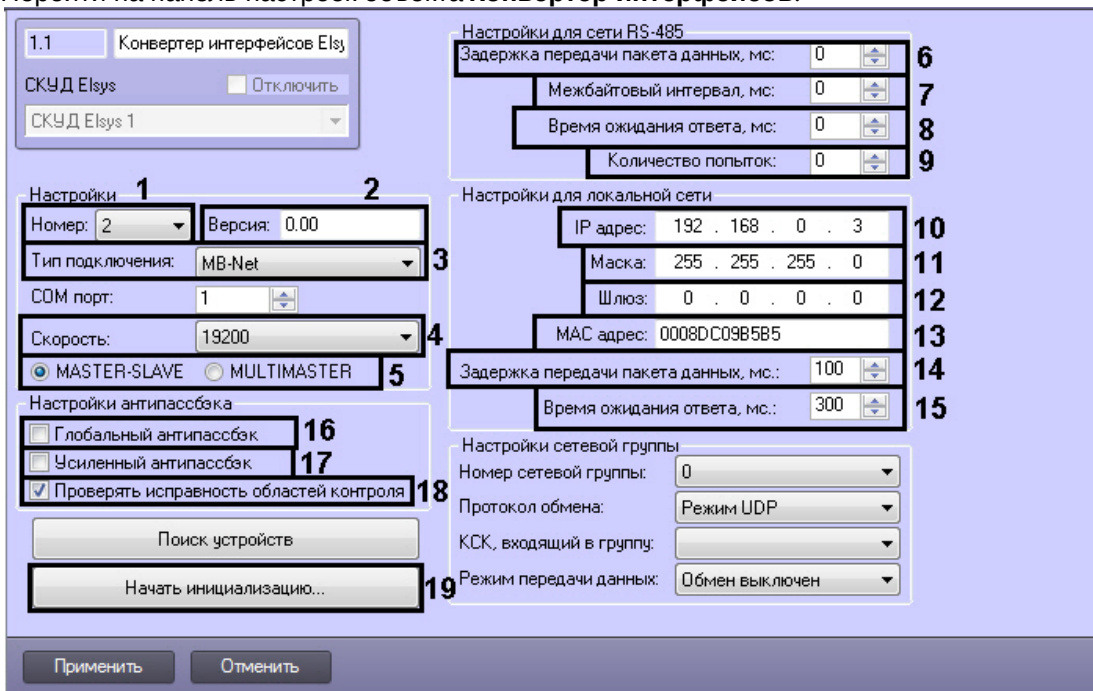 Перейти на панель настроек объекта Конвертер интерфейсов.
1.1 Конвертер интерфейсов Elsy
СКУД Elsys Отключить
СКУД Elsys 1
Настройки 1 2
Номер: 2 Версия: 0.00
Тип подключения: MB-Net 3
COM порт: 1
Скорость: 19200 4
MASTER-SLAVE MULTIMASTER 5
Настройки антипассбэка
Глобальный антипассбэк 16
Усиленный антипассбэк 17
Проверять исправность областей контроля 18
Поиск устройств
Начать инициализацию... 19
Настройки для сети RS-485
Задержка передачи пакета данных, мс: 0 6
Межбайтовый интервал, мс: 0 7
Время ожидания ответа, мс: 0 8
Количество попыток: 0 9
Настройки для локальной сети
IP адрес: 192 . 168 . 0 . 3 10
Маска: 255 . 255 . 255 . 0 11
Шлюз: 0 . 0 . 0 . 0 12
MAC адрес: 0008DC09B5B5 13
Задержка передачи пакета данных, мс.: 100 14
Время ожидания ответа, мс.: 300 15
Настройки сетевой группы
Номер сетевой группы: 0
Протокол обмена: Режим UDP
КСК, входящий в группу:
Режим передачи данных: Обмен выключен
Применить Отменить